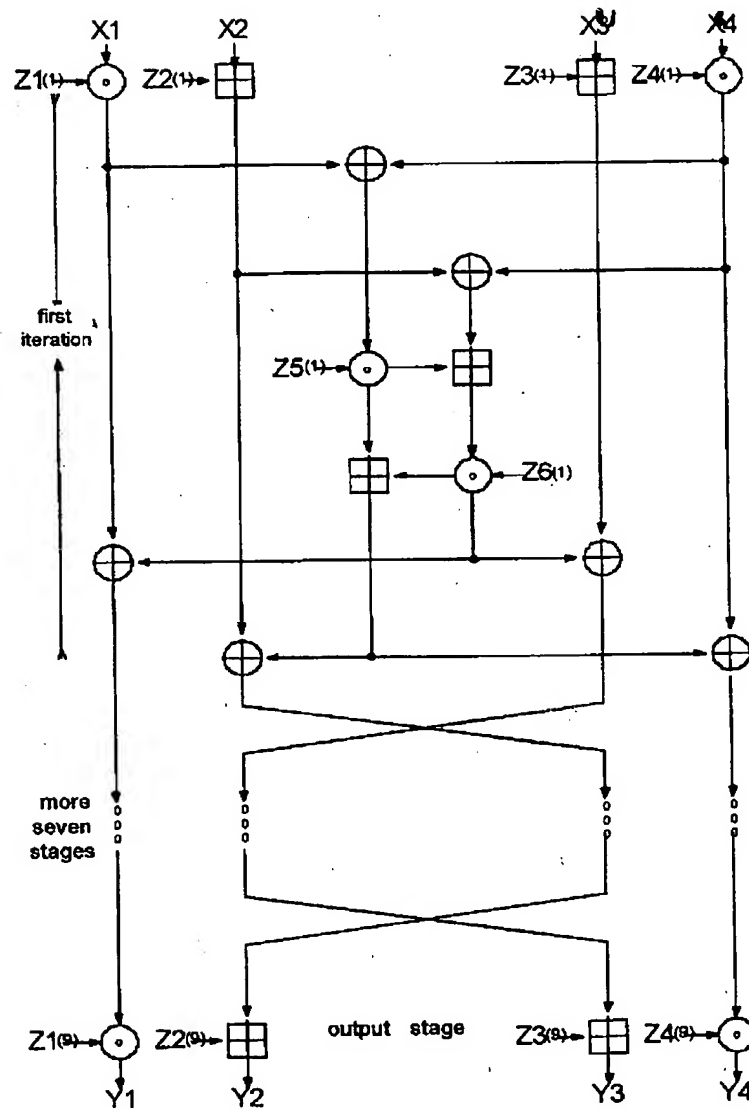 X1 X2 X3 X4
Z1(1) Z2(1) Z3(1) Z4(1)
first
iteration
Z5(1)
Z6(1)
more
seven
stages
Z1(9) Z2(9) output stage Z3(9) Z4(9)
Y1 Y2 Y3 Y4